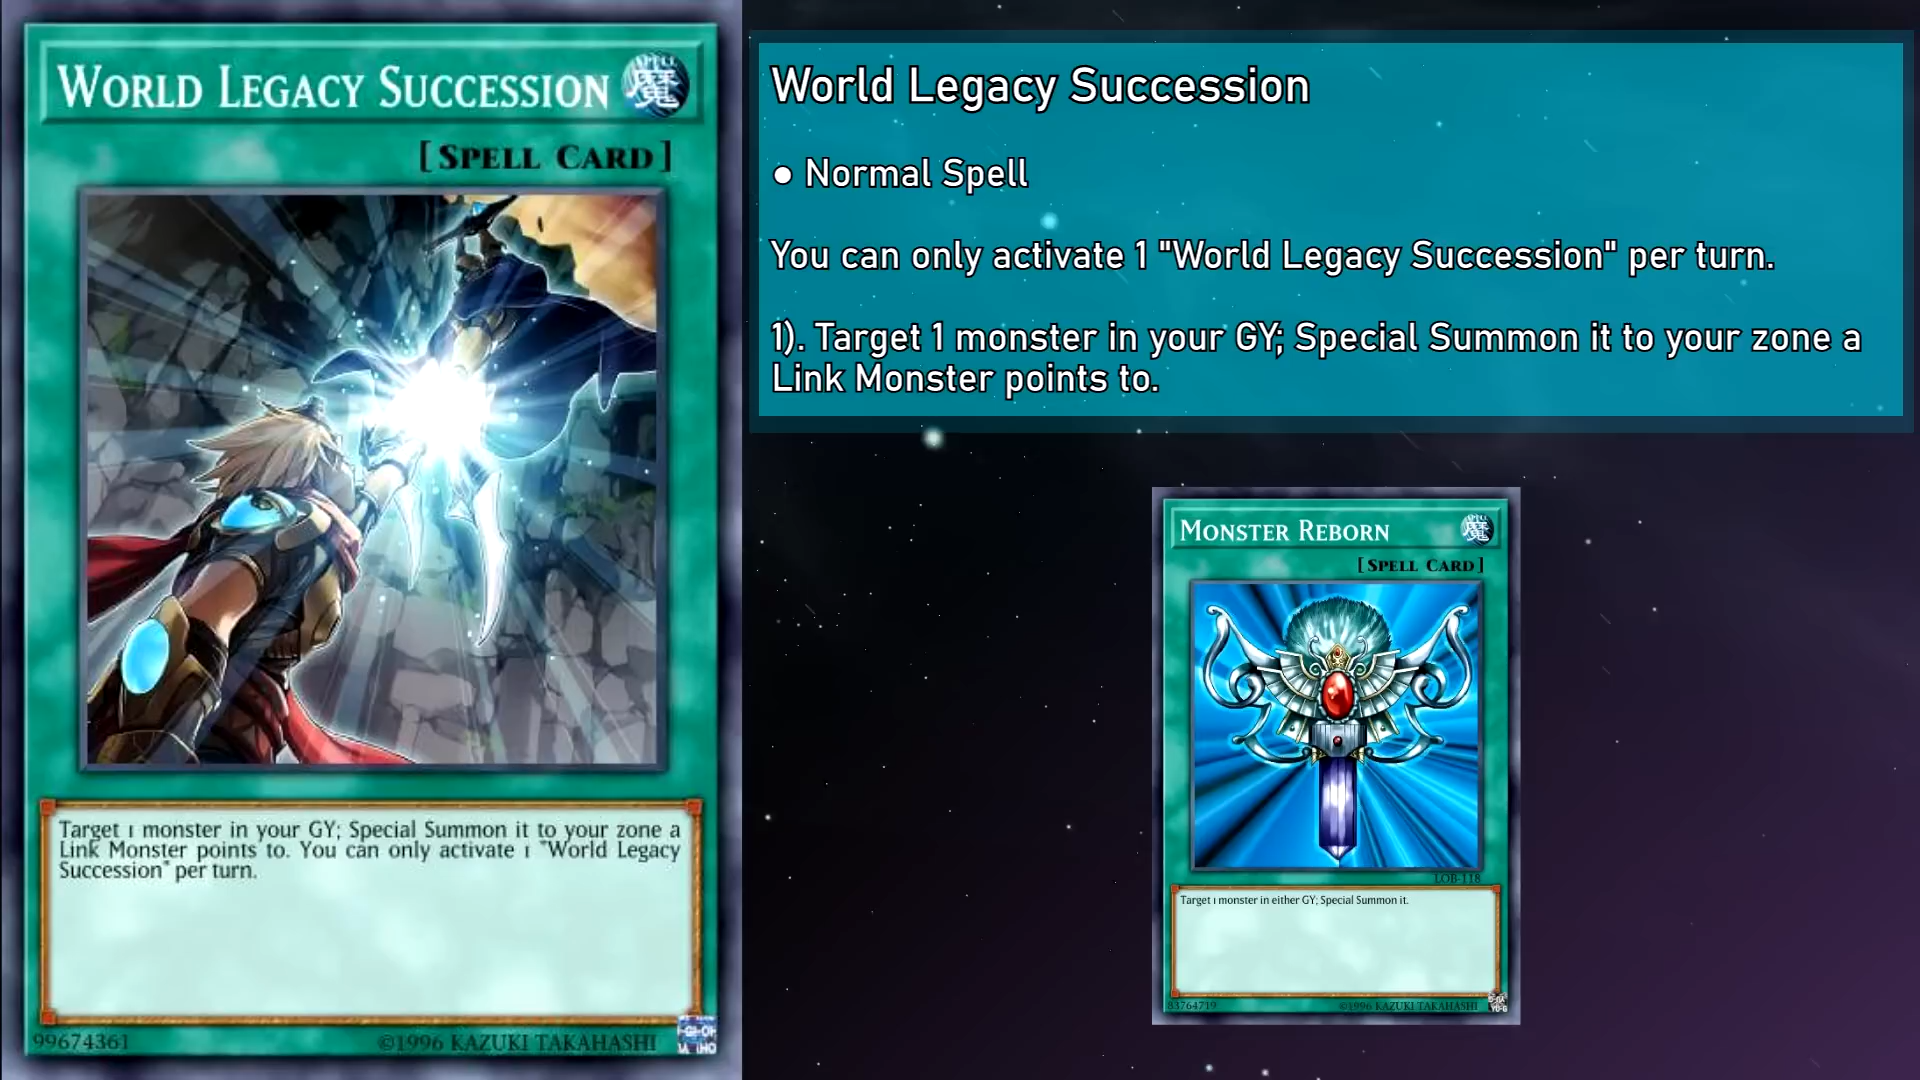 WORLD LEGACY SUCCESSION
SPELL
魔
[SPELL CARD]
Target 1 monster in your GY; Special Summon it to your zone a
Link Monster points to. You can only activate 1 "World Legacy
Succession" per turn.
99674361
©1996 KAZUKI TAKAHASHI
World Legacy Succession
● Normal Spell
You can only activate 1 "World Legacy Succession" per turn.
1). Target 1 monster in your GY; Special Summon it to your zone a
Link Monster points to.
MONSTER REBORN
SPELL
魔
[SPELL CARD]
LOB-118
Target 1 monster in either GY; Special Summon it.
83764719
©1996 KAZUKI TAKAHASHI